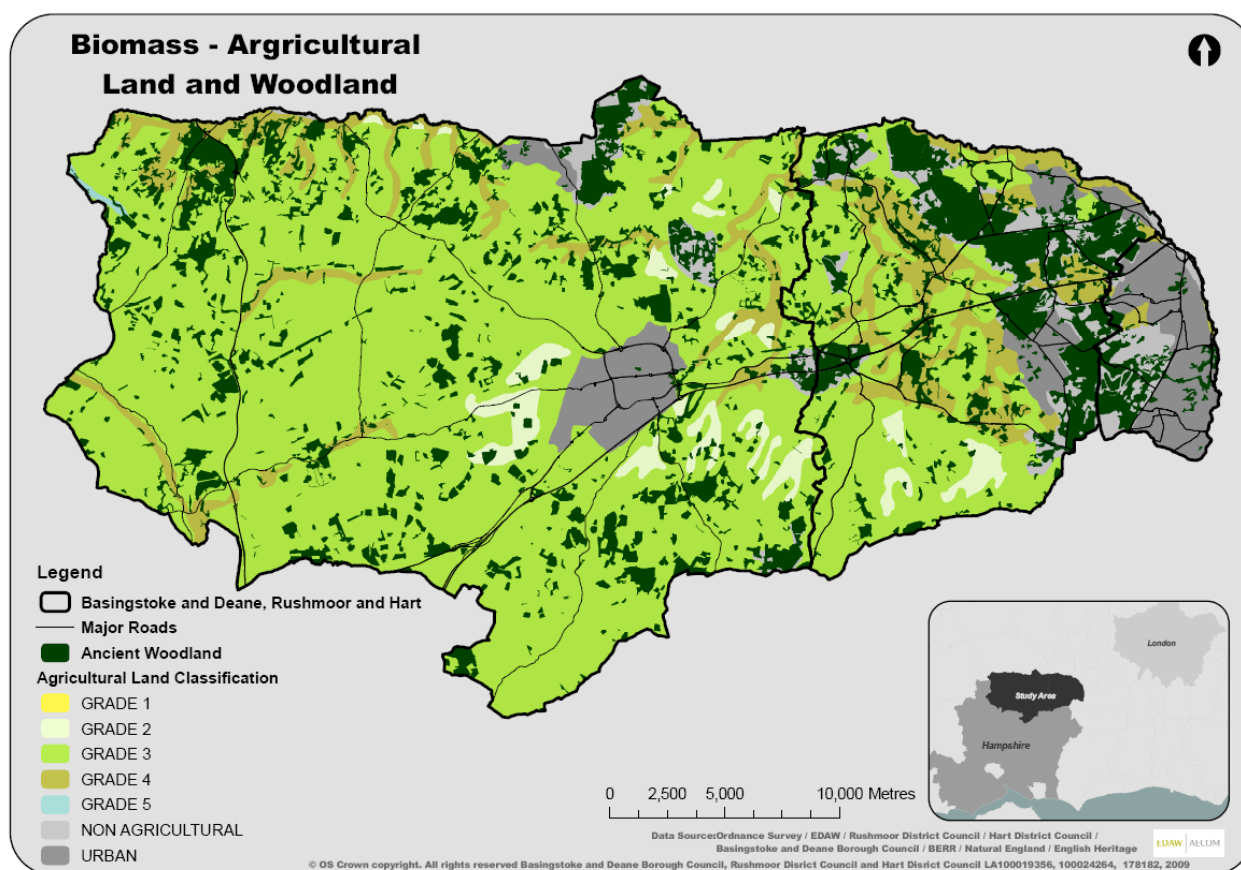 Biomass - Argricultural
Land and Woodland
Legend
Basingstoke and Deane, Rushmoor and Hart
Major Roads
Ancient Woodland
Agricultural Land Classification
GRADE 1
GRADE 2
GRADE 3
GRADE 4
GRADE 5
NON AGRICULTURAL
URBAN
0 2,500 5,000 10,000 Metres
London
Study Area
Hampshire
Data Source:Ordnance Survey / EDAW / Rushmoor District Council / Hart District Council /
Basingstoke and Deane Borough Council / BERR / Natural England / English Heritage
EDAW AECOM
© OS Crown copyright. All rights reserved Basingstoke and Deane Borough Council, Rushmoor Disrict Council and Hart Disrict Council LA100019356, 100024264, 178182, 2009